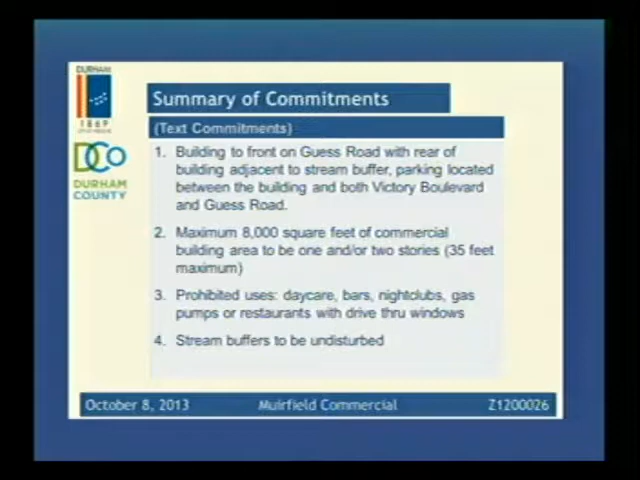 DURHAM
1869
DCO
DURHAM
COUNTY
Summary of Commitments
(Text Commitments)
1. Building to front on Guess Road with rear of
building adjacent to stream buffer, parking located
between the building and both Victory Boulevard
and Guess Road.
2. Maximum 8,000 square feet of commercial
building area to be one and/or two stories (35 feet
maximum)
3. Prohibited uses: daycare, bars, nightclubs, gas
pumps or restaurants with drive thru windows
4. Stream buffers to be undisturbed
October 8, 2013
Muirfield Commercial
Z1200026